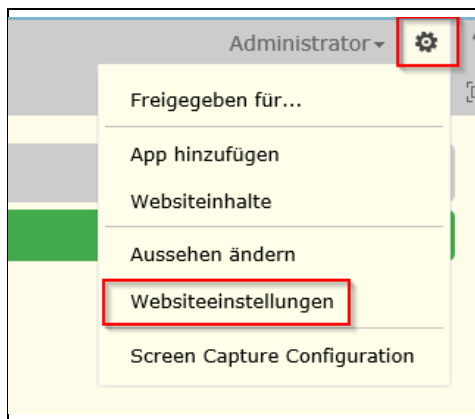 Administrator
Freigegeben für...
App hinzufügen
Websiteinhalte
Aussehen ändern
Websiteeinstellungen
Screen Capture Configuration